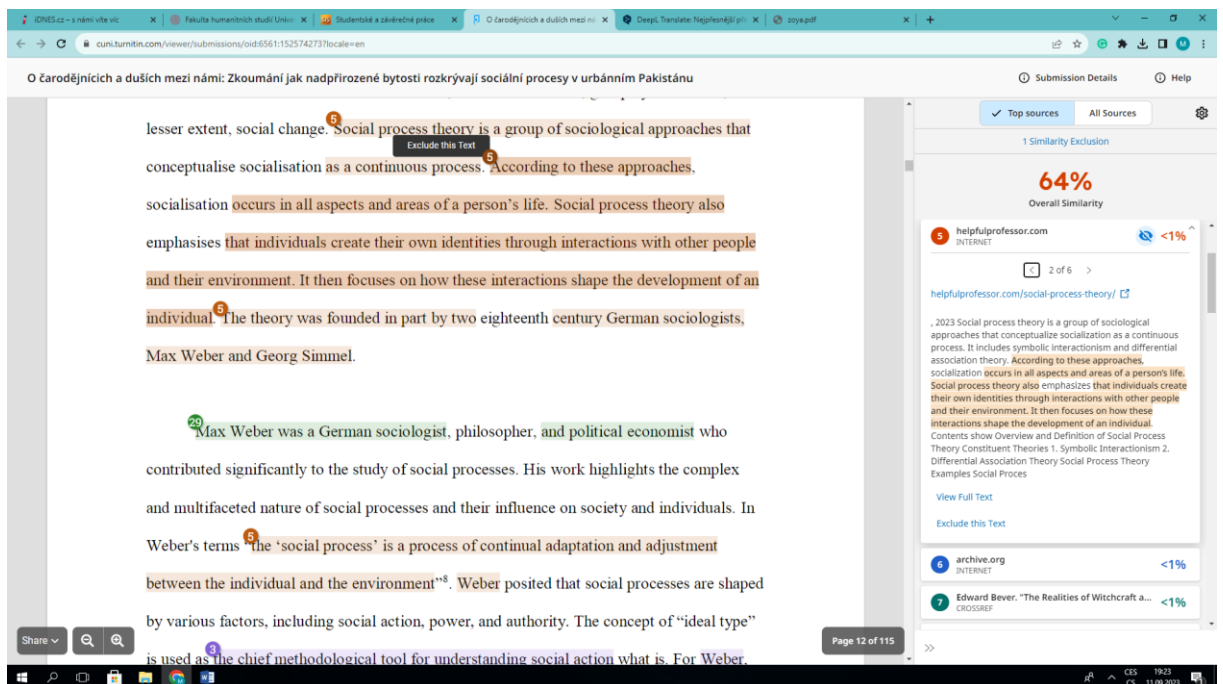 iDNES.cz – s námi víte víc
Fakulta humanitních studií Unive
Studentské a závěrečné práce
O čarodějnících a duších mezi ná
DeepL Translate: Nejpřesnější pře
zoya.pdf
cuni.turnitin.com/viewer/submissions/oid:6561:152574273?locale=en
O čarodějnících a duších mezi námi: Zkoumání jak nadpřirozené bytosti rozkrývají sociální procesy v urbánním Pákistánu
Submission Details
Help
lesser extent, social change. 5 Social process theory is a group of sociological approaches that
Exclude this Text
conceptualise socialisation as a continuous process. 5 According to these approaches,
socialisation occurs in all aspects and areas of a person's life. Social process theory also
emphasises that individuals create their own identities through interactions with other people
and their environment. It then focuses on how these interactions shape the development of an
individual. 5 The theory was founded in part by two eighteenth century German sociologists,
Max Weber and Georg Simmel.
29 Max Weber was a German sociologist, philosopher, and political economist who
contributed significantly to the study of social processes. His work highlights the complex
and multifaceted nature of social processes and their influence on society and individuals. In
Weber's terms "5 the 'social process' is a process of continual adaptation and adjustment
between the individual and the environment"8. Weber posited that social processes are shaped
by various factors, including social action, power, and authority. The concept of "ideal type"
is used as 3 the chief methodological tool for understanding social action what is. For Weber,
Share
Page 12 of 115
Top sources
All Sources
1 Similarity Exclusion
64%
Overall Similarity
5 helpfulprofessor.com <1%
INTERNET
2 of 6
helpfulprofessor.com/social-process-theory/
, 2023 Social process theory is a group of sociological
approaches that conceptualize socialization as a continuous
process. It includes symbolic interactionism and differential
association theory. According to these approaches,
socialization occurs in all aspects and areas of a person's life.
Social process theory also emphasizes that individuals create
their own identities through interactions with other people
and their environment. It then focuses on how these
interactions shape the development of an individual.
Contents show Overview and Definition of Social Process
Theory Constituent Theories 1. Symbolic Interactionism 2.
Differential Association Theory Social Process Theory
Examples Social Proces
View Full Text
Exclude this Text
6 archive.org <1%
INTERNET
7 Edward Bever. "The Realities of Witchcraft a... <1%
CROSSREF
CES 19:23
CS 11.09.2023